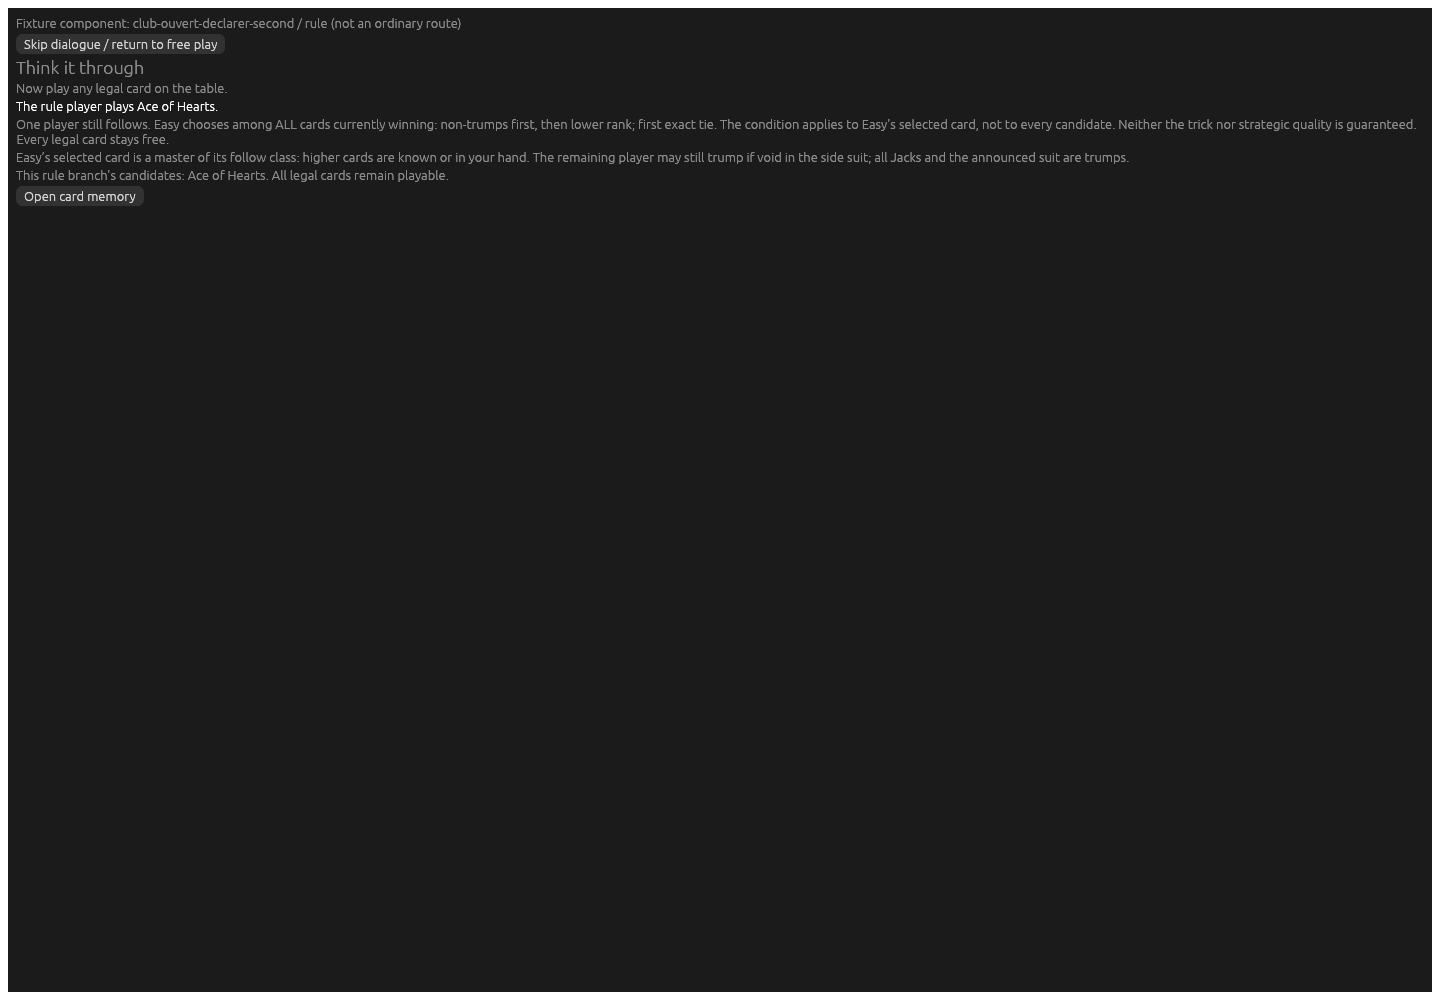 Fixture component: club-ouvert-declarer-second / rule (not an ordinary route)
Skip dialogue / return to free play
Think it through
Now play any legal card on the table.
The rule player plays Ace of Hearts.
One player still follows. Easy chooses among ALL cards currently winning: non-trumps first, then lower rank; first exact tie. The condition applies to Easy's selected card, not to every candidate. Neither the trick nor strategic quality is guaranteed.
Every legal card stays free.
Easy's selected card is a master of its follow class: higher cards are known or in your hand. The remaining player may still trump if void in the side suit; all Jacks and the announced suit are trumps.
This rule branch's candidates: Ace of Hearts. All legal cards remain playable.
Open card memory